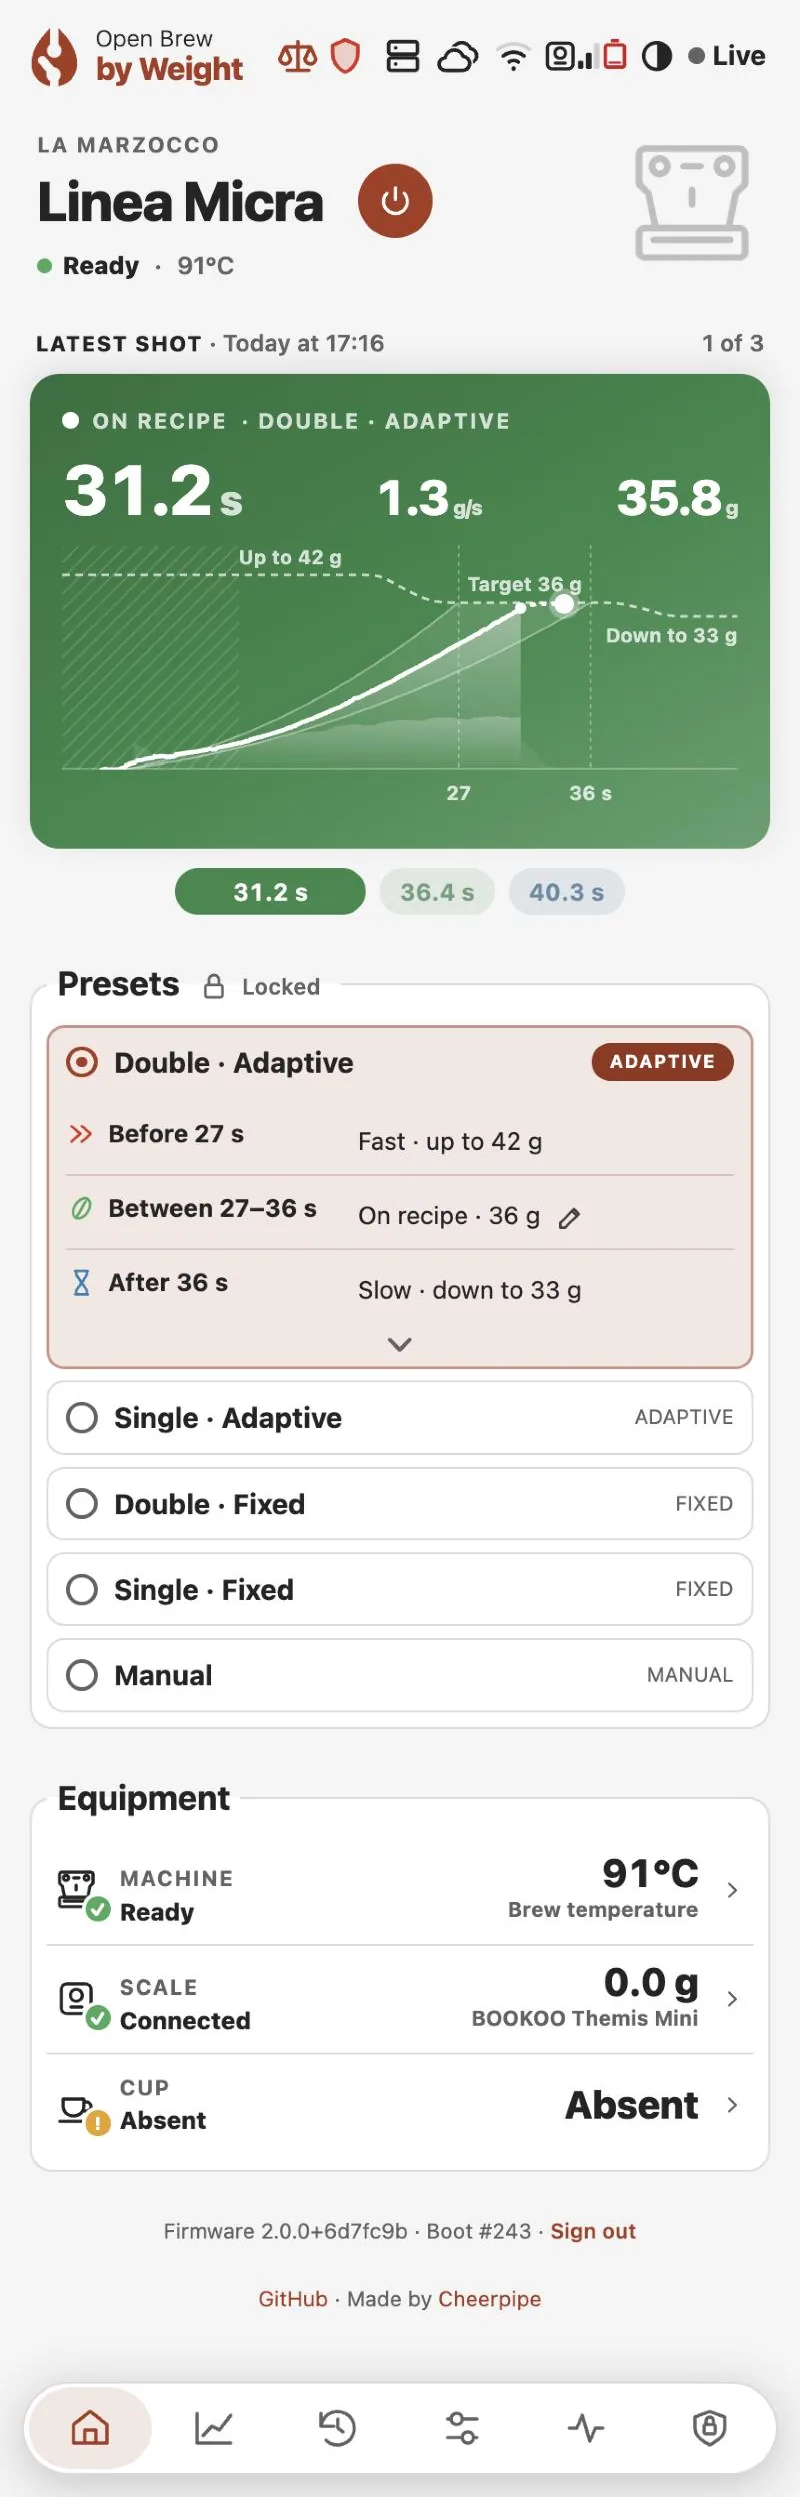 Open Brew
by Weight
Live
LA MARZOCCO
Linea Micra
Ready · 91°C
LATEST SHOT · Today at 17:16
1 of 3
ON RECIPE · DOUBLE · ADAPTIVE
31.2 s
1.3 g/s
35.8 g
Up to 42 g
Target 36 g
Down to 33 g
27
36 s
31.2 s
36.4 s
40.3 s
Presets
Locked
Double · Adaptive
ADAPTIVE
Before 27 s
Fast · up to 42 g
Between 27–36 s
On recipe · 36 g
After 36 s
Slow · down to 33 g
Single · Adaptive
ADAPTIVE
Double · Fixed
FIXED
Single · Fixed
FIXED
Manual
MANUAL
Equipment
MACHINE
Ready
91°C
Brew temperature
SCALE
Connected
0.0 g
BOOKOO Themis Mini
CUP
Absent
Absent
Firmware 2.0.0+6d7fc9b · Boot #243 · Sign out
GitHub · Made by Cheerpipe